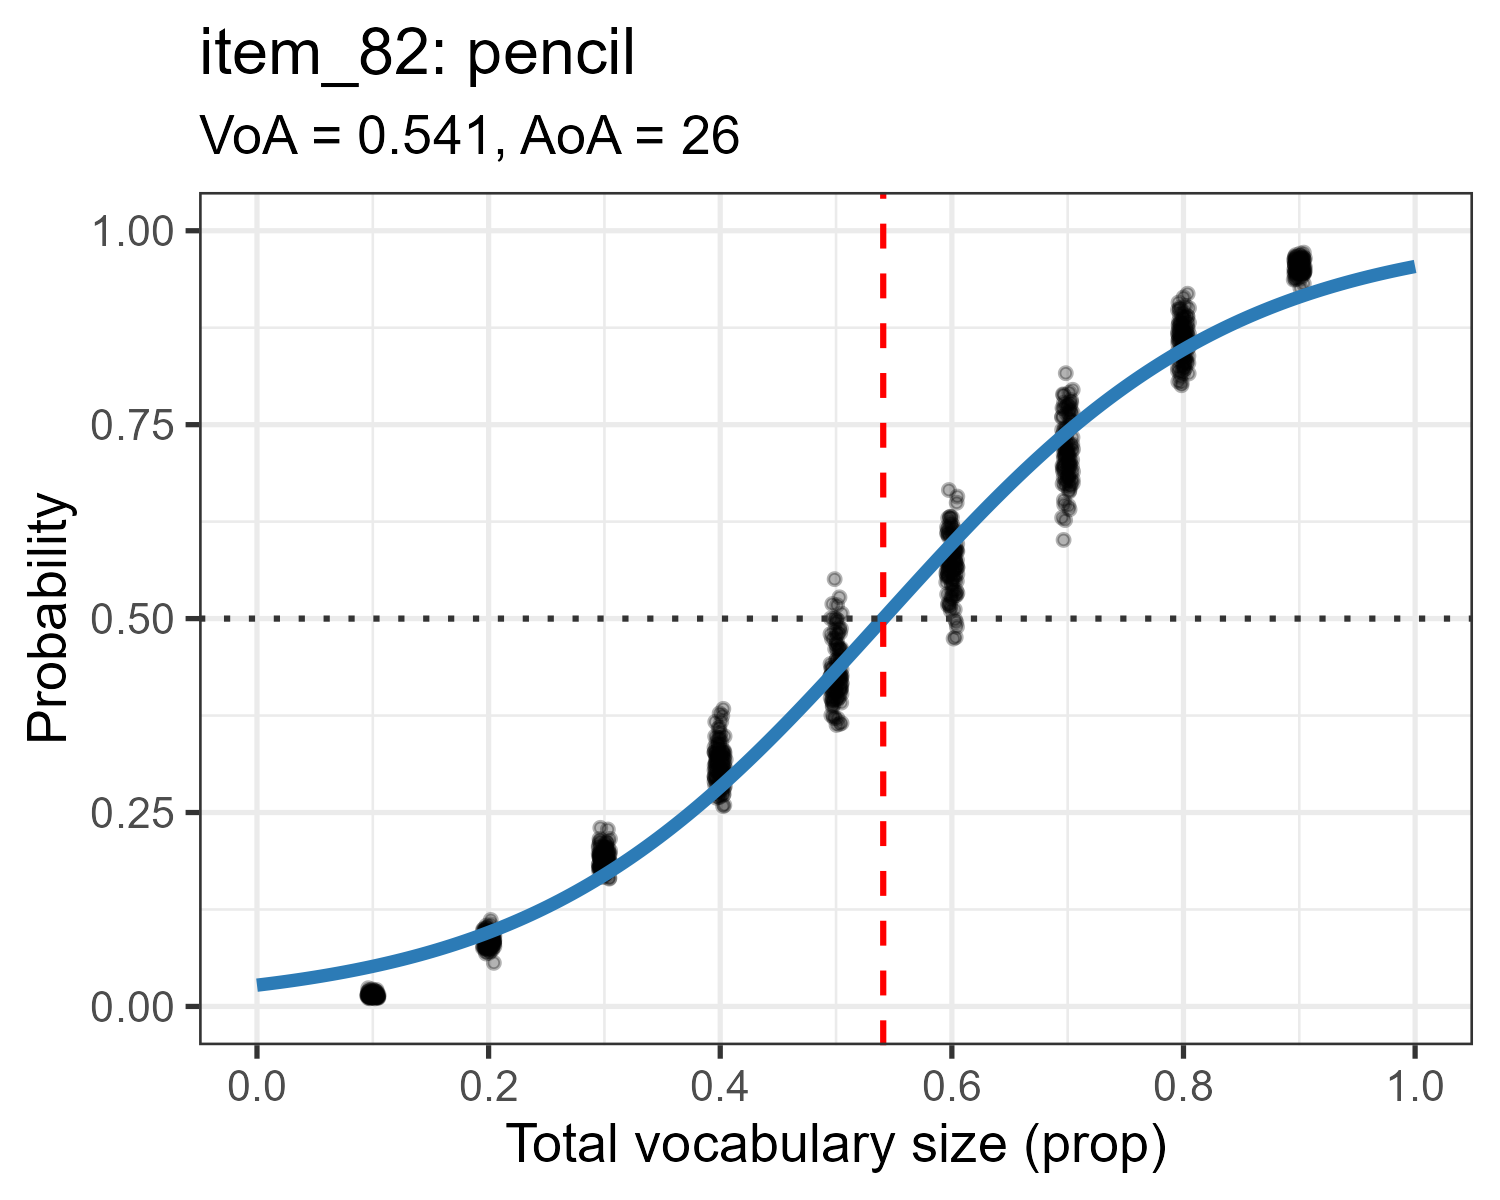 item_82: pencil
VoA = 0.541, AoA = 26
1.00
0.75
0.50
0.25
0.00
Probability
0.0 0.2 0.4 0.6 0.8 1.0
Total vocabulary size (prop)